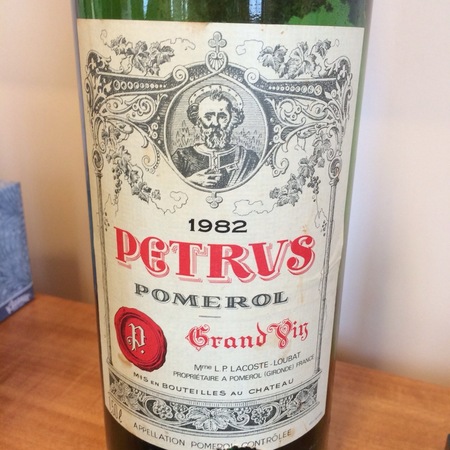 1982
PETRVS
POMEROL
Grand Vin
P.
Mme L.P. LACOSTE-LOUBAT
PROPRIÉTAIRE A POMEROL (GIRONDE) FRANCE
MIS EN BOUTEILLES AU CHATEAU
APPELLATION POMEROL CONTRÔLÉE